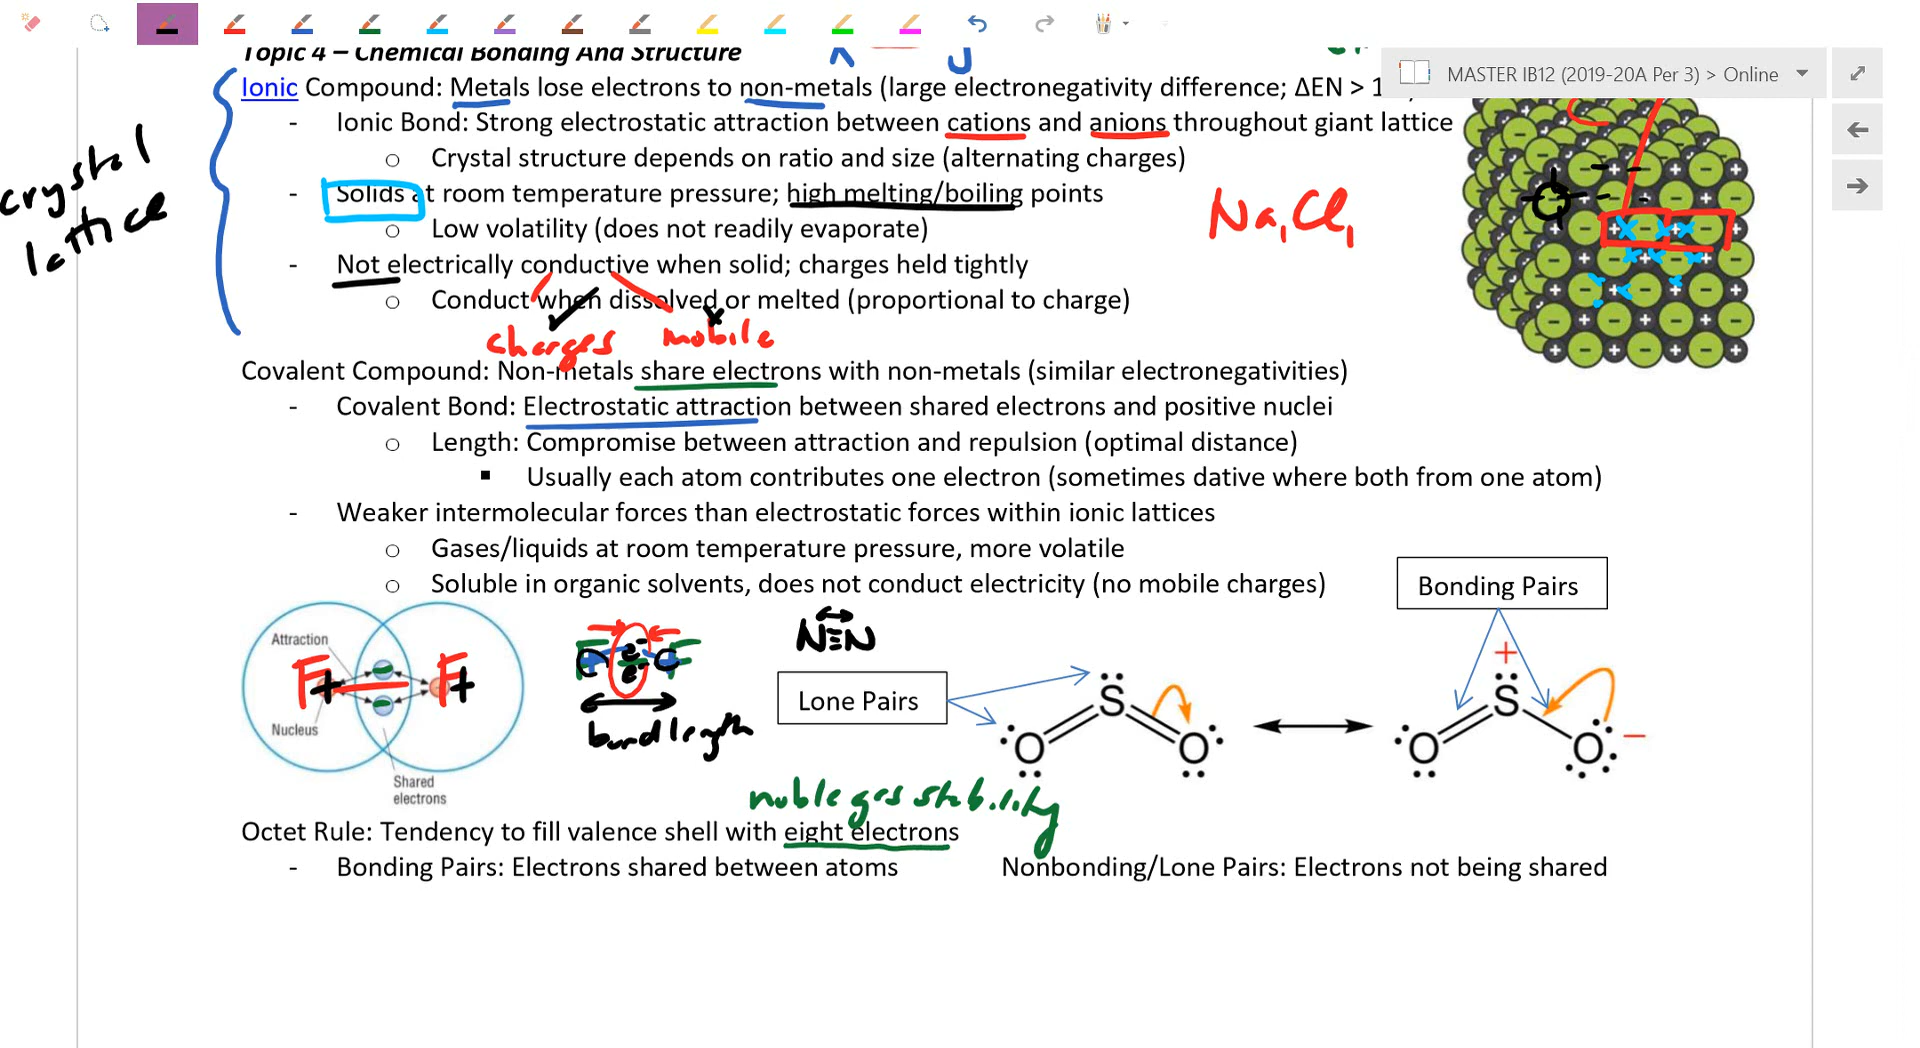 Topic 4 – Chemical Bonding And Structure
MASTER IB12 (2019-20A Per 3) > Online
Ionic Compound: Metals lose electrons to non-metals (large electronegativity difference; ΔEN > 1
- Ionic Bond: Strong electrostatic attraction between cations and anions throughout giant lattice
o Crystal structure depends on ratio and size (alternating charges)
crystal
lattice
- Solids at room temperature pressure; high melting/boiling points
Na₁Cl₁
o Low volatility (does not readily evaporate)
- Not electrically conductive when solid; charges held tightly
o Conduct when dissolved or melted (proportional to charge)
charges mobile
Covalent Compound: Non-metals share electrons with non-metals (similar electronegativities)
- Covalent Bond: Electrostatic attraction between shared electrons and positive nuclei
o Length: Compromise between attraction and repulsion (optimal distance)
▪ Usually each atom contributes one electron (sometimes dative where both from one atom)
- Weaker intermolecular forces than electrostatic forces within ionic lattices
o Gases/liquids at room temperature pressure, more volatile
o Soluble in organic solvents, does not conduct electricity (no mobile charges)
Bonding Pairs
Attraction
F+ F+
Nucleus
Shared
electrons
e⁻
e⁻
bond length
N≡N
Lone Pairs
S
O O
+
S
O O −
noble gas stability
Octet Rule: Tendency to fill valence shell with eight electrons
- Bonding Pairs: Electrons shared between atoms Nonbonding/Lone Pairs: Electrons not being shared